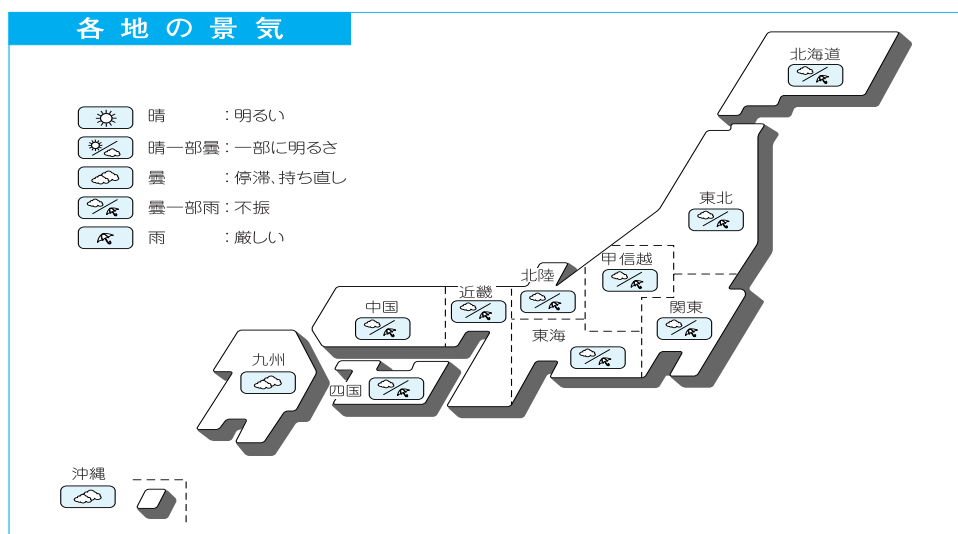 各地の景気
晴 ：明るい
晴一部曇：一部に明るさ
曇 ：停滞、持ち直し
曇一部雨：不振
雨 ：厳しい
北海道
東北
甲信越
北陸
近畿
中国
関東
東海
九州
四国
沖縄